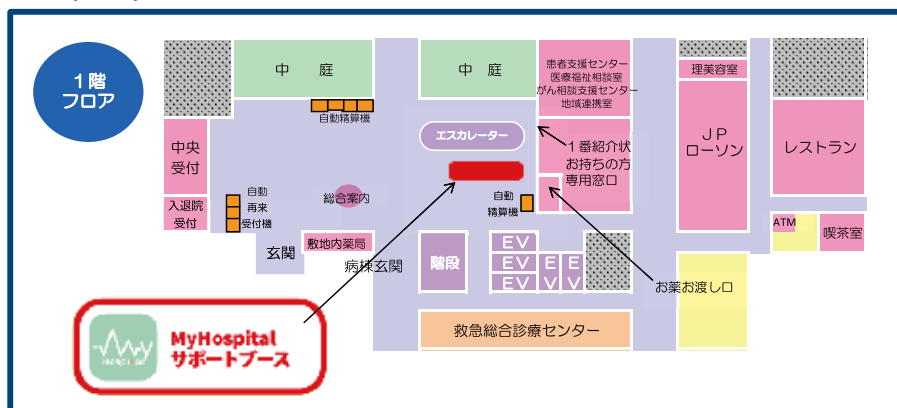 1階
フロア
中 庭
中 庭
患者支援センター
医療福祉相談室
がん相談支援センター
地域連携室
理美容室
自動精算機
エスカレーター
1番紹介状
お持ちの方
専用窓口
JP
ローソン
レストラン
中央
受付
自動
再来
受付機
総合案内
自動
精算機
入退院
受付
ATM
喫茶室
玄関
敷地内薬局
病棟玄関
階段
EV
EV
EV
EV
EV
お薬お渡し口
救急総合診療センター
MyHospital
サポートブース